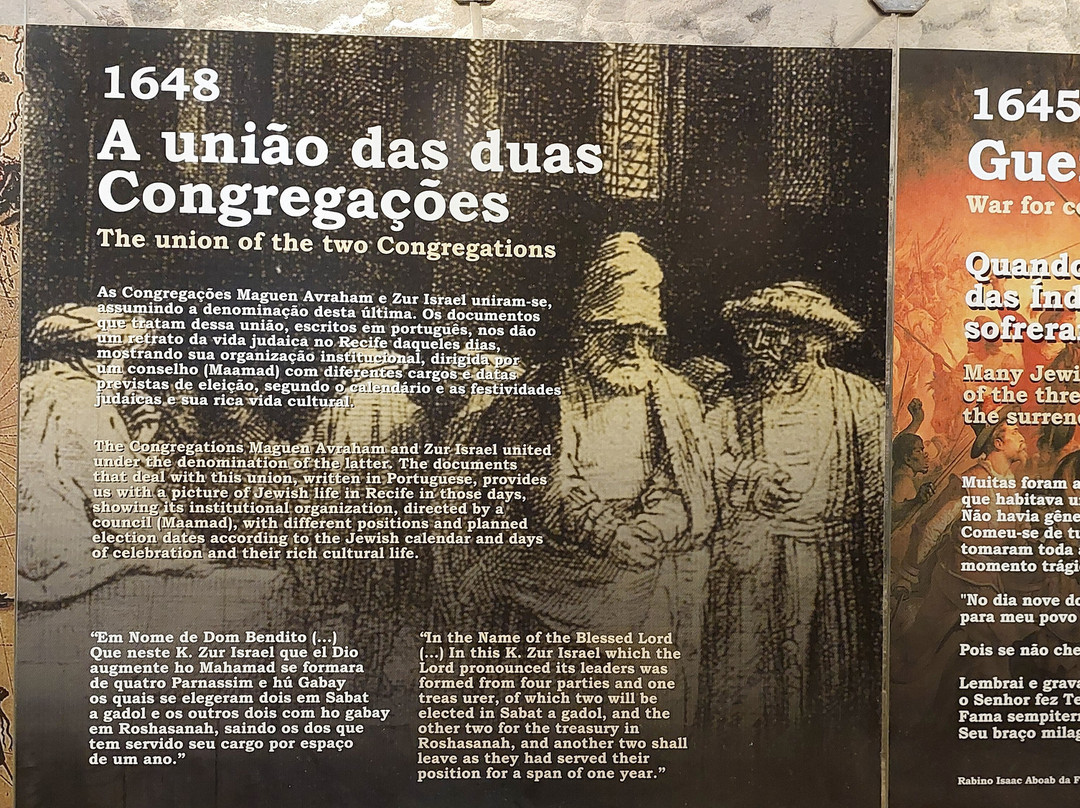 1648
A união das duas
Congregações
The union of the two Congregations
As Congregações Maguen Avraham e Zur Israel uniram-se,
assumindo a denominação desta última. Os documentos
que tratam dessa união, escritos em português, nos dão
um retrato da vida judaica no Recife daqueles dias,
mostrando sua organização institucional, dirigida por
um conselho (Maamad) com diferentes cargos e datas
previstas de eleição, segundo o calendário e as festividades
judaicas e sua rica vida cultural.
The Congregations Maguen Avraham and Zur Israel united
under the denomination of the latter. The documents
that deal with this union, written in Portuguese, provides
us with a picture of Jewish life in Recife in those days,
showing its institutional organization, directed by a
council (Maamad), with different positions and planned
election dates according to the Jewish calendar and days
of celebration and their rich cultural life.
“Em Nome de Dom Bendito (...)
Que neste K. Zur Israel que el Dio
augmente ho Mahamad se formara
de quatro Parnassim e hú Gabay
os quais se elegeram dois em Sabat
a gadol e os outros dois com ho gabay
em Roshasanah, saindo os dos que
tem servido seu cargo por espaço
de um ano.”
“In the Name of the Blessed Lord
(...) In this K. Zur Israel which the
Lord pronounced its leaders was
formed from four parties and one
treas urer, of which two will be
elected in Sabat a gadol, and the
other two for the treasury in
Roshasanah, and another two shall
leave as they had served their
position for a span of one year.”
1645
Gue
War for c
Quando
das Índ
sofrera
Many Jewi
of the thre
the surren
Muitas foram a
que habitava u
Não havia gêne
Comeu-se de tu
tomaram toda a
momento trági
"No dia nove do
para meu povo
Pois se não che
Lembrai e grava
o Senhor fez Te
Fama sempitern
Seu braço milag
Rabino Isaac Aboab da F